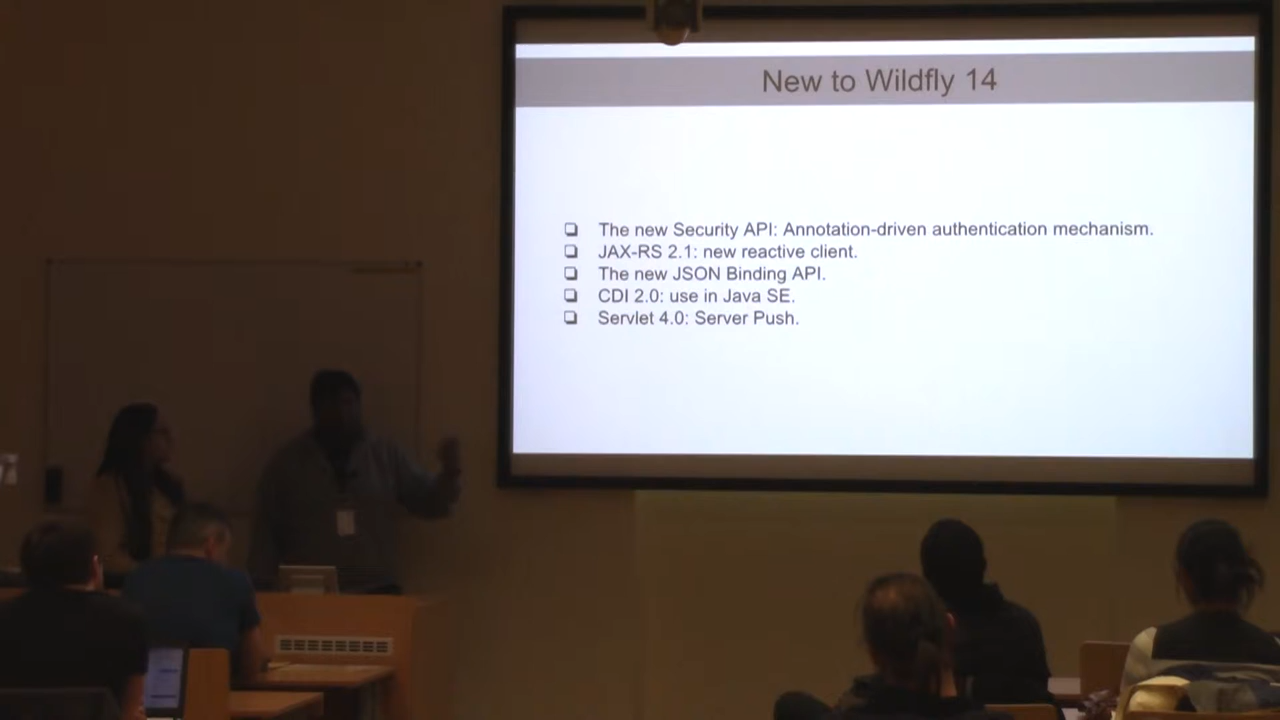 New to Wildfly 14
❏ The new Security API: Annotation-driven authentication mechanism.
❏ JAX-RS 2.1: new reactive client.
❏ The new JSON Binding API.
❏ CDI 2.0: use in Java SE.
❏ Servlet 4.0: Server Push.